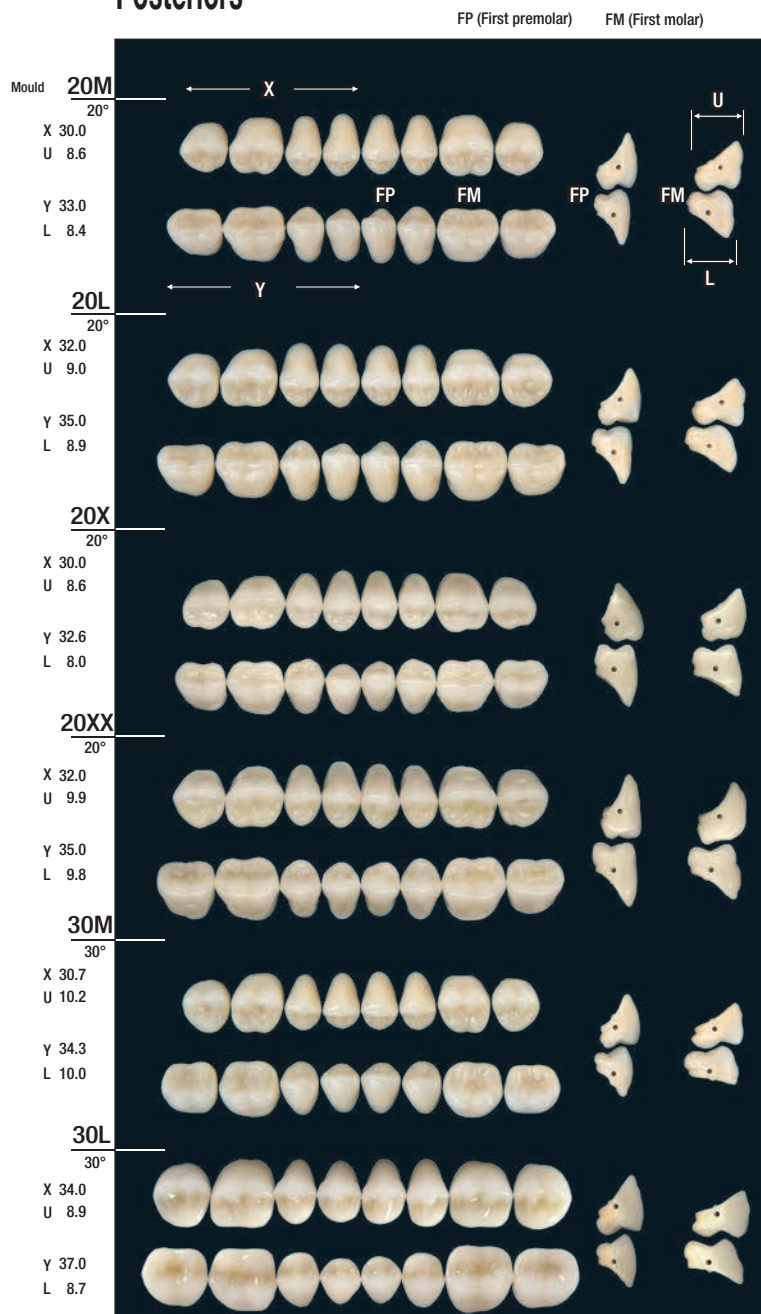 Posteriors
FP (First premolar) FM (First molar)
Mould 20M
20°
X
U
X 30.0
U 8.6
FP FM FP FM
Y 33.0
L 8.4
L
Y
20L
20°
X 32.0
U 9.0
Y 35.0
L 8.9
20X
20°
X 30.0
U 8.6
Y 32.6
L 8.0
20XX
20°
X 32.0
U 9.9
Y 35.0
L 9.8
30M
30°
X 30.7
U 10.2
Y 34.3
L 10.0
30L
30°
X 34.0
U 8.9
Y 37.0
L 8.7